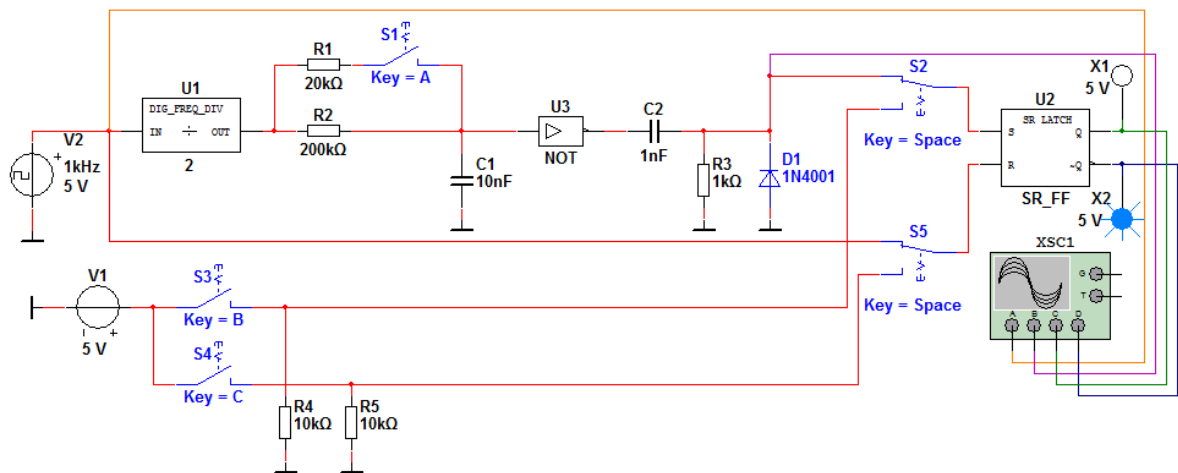 V2
1kHz
5 V
U1
DIG_FREQ_DIV
IN ÷ OUT
2
R1
20kΩ
S1
Key = A
R2
200kΩ
C1
10nF
U3
NOT
C2
1nF
R3
1kΩ
D1
1N4001
S2
Key = Space
U2
SR LATCH
S Q
R ~Q
SR_FF
X1
5 V
X2
5 V
S5
Key = Space
XSC1
G
T
A B C D
V1
5 V
S3
Key = B
S4
Key = C
R4
10kΩ
R5
10kΩ